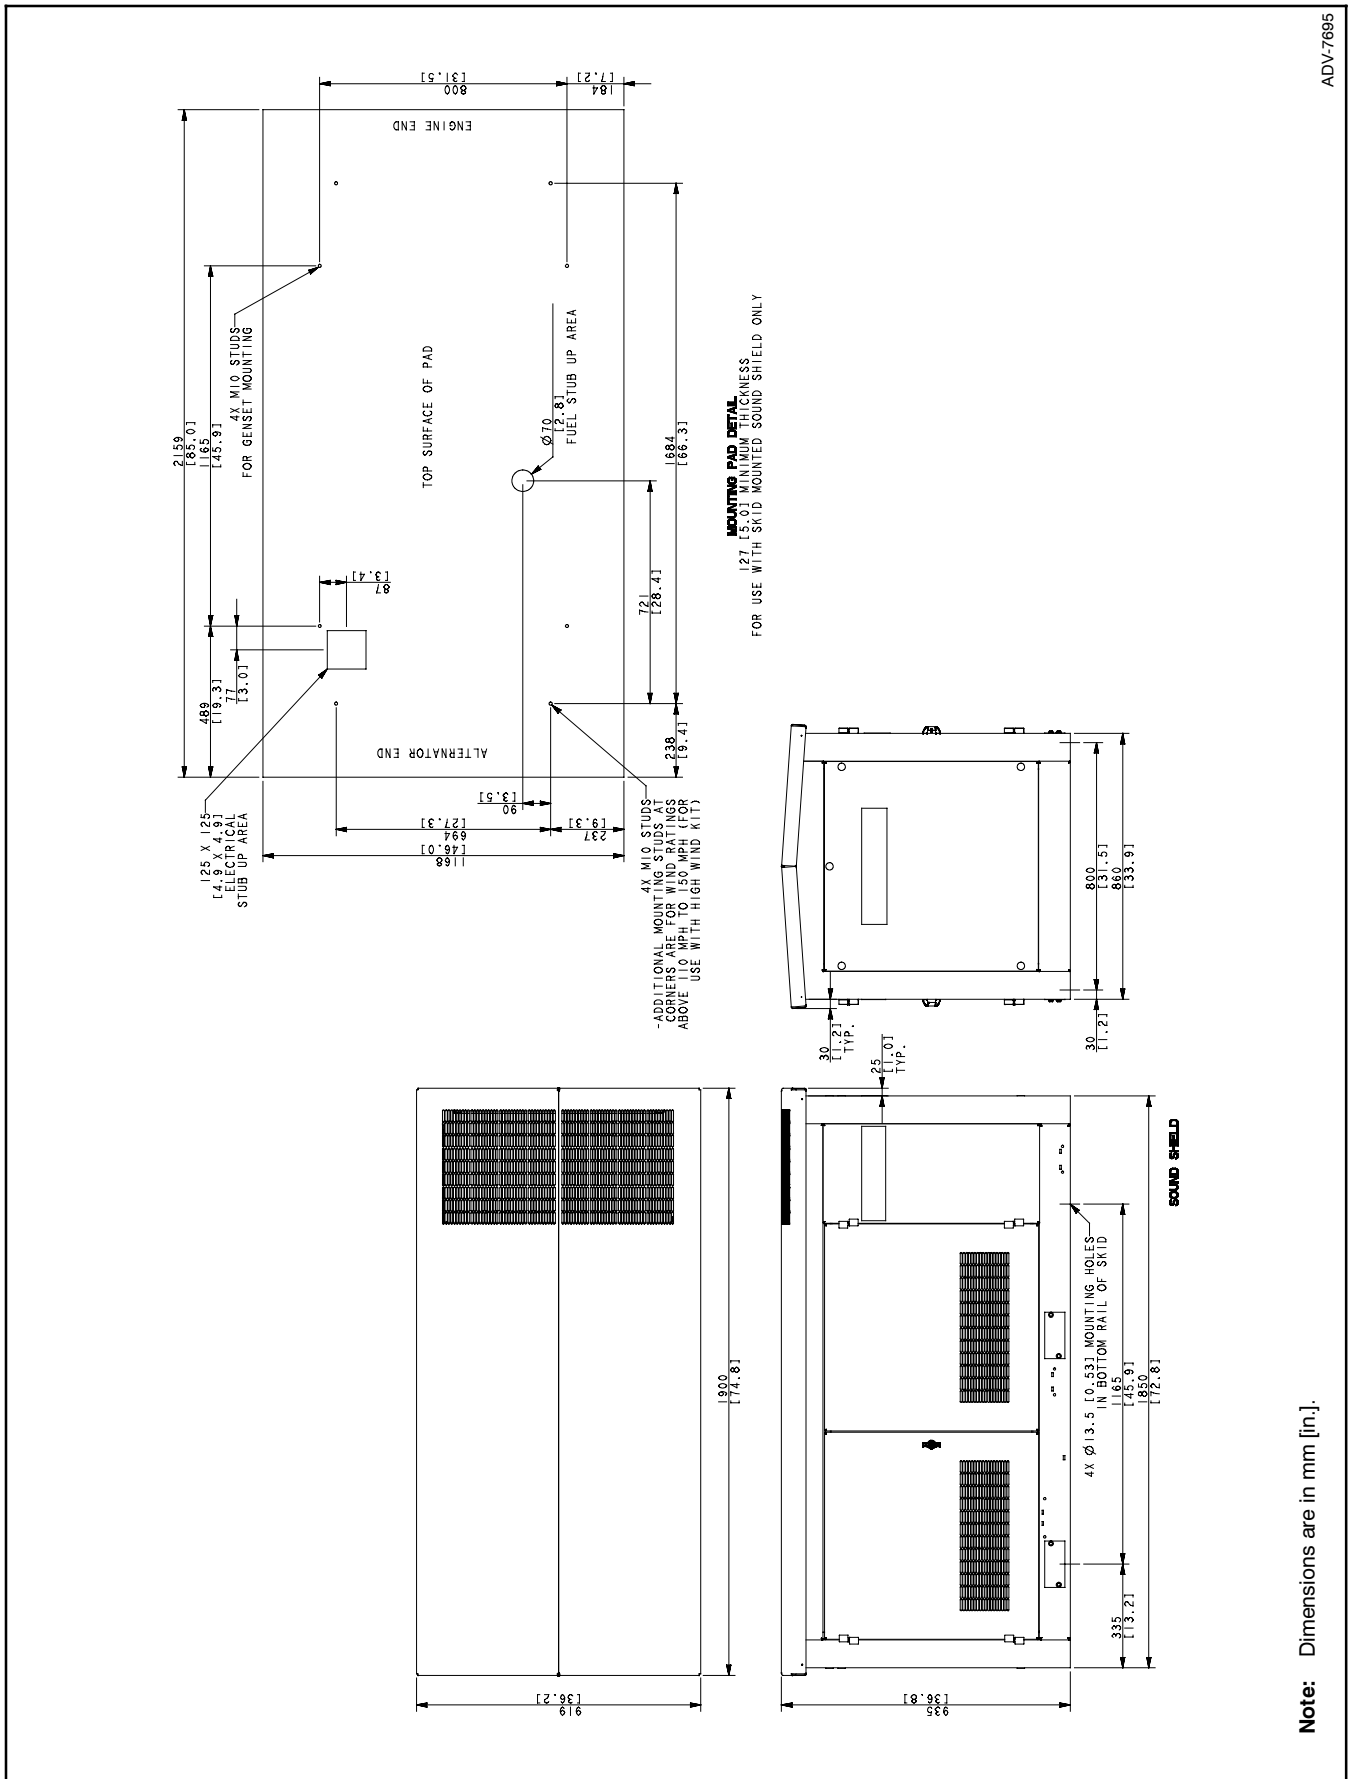 ADV-7695
2159
[85.0]
1165
[45.9]
489
[19.3]
77
[3.0]
4X M10 STUDS
FOR GENSET MOUNTING
125 X 125
[4.9 X 4.9]
ELECTRICAL
STUB UP AREA
87
[3.4]
800
[31.5]
184
[7.2]
ENGINE END
ALTERNATOR END
TOP SURFACE OF PAD
Ø70
[2.8]
FUEL STUB UP AREA
90
[3.5]
694
[27.3]
237
[9.3]
1168
[46.0]
721
[28.4]
1684
[66.3]
238
[9.4]
4X M10 STUDS
-ADDITIONAL MOUNTING STUDS AT
CORNERS ARE FOR WIND RATINGS
ABOVE 110 MPH TO 150 MPH (FOR
USE WITH HIGH WIND KIT)
MOUNTING PAD DETAIL
127 [5.0] MINIMUM THICKNESS
FOR USE WITH SKID MOUNTED SOUND SHIELD ONLY
1900
[74.8]
919
[36.2]
30
[1.2]
TYP.
25
[1.0]
TYP.
800
[31.5]
860
[33.9]
30
[1.2]
935
[36.8]
4X Ø13.5 [0.53] MOUNTING HOLES
IN BOTTOM RAIL OF SKID
1165
[45.9]
335
[13.2]
1850
[72.8]
SOUND SHIELD
Note: Dimensions are in mm [in.].